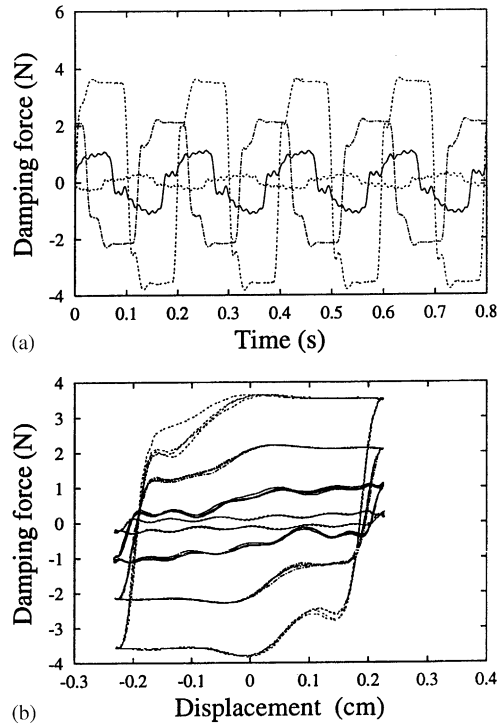 6
4
2
0
-2
-4
Damping force (N)
0 0.1 0.2 0.3 0.4 0.5 0.6 0.7 0.8
Time (s)
(a)
4
3
2
1
0
-1
-2
-3
-4
Damping force (N)
-0.3 -0.2 -0.1 0 0.1 0.2 0.3 0.4
Displacement (cm)
(b)